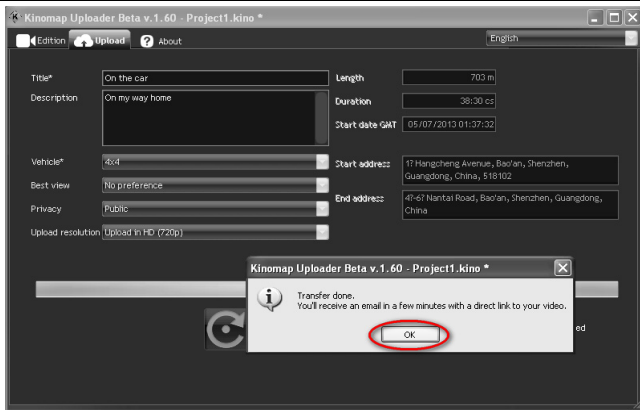 Kinomap Uploader Beta v.1.60 - Project1.kino *
Edition Upload ? About English
Title* On the car
Description On my way home
Length 703 m
Duration 38:30 cs
Start date GMT 05/07/2013 01:37:32
Vehicle* 4x4
Best view No preference
Privacy Public
Upload resolution Upload in HD (720p)
Start address 1? Hangcheng Avenue, Bao'an, Shenzhen,
Guangdong, China, 518102
End address 4?-6? Nantai Road, Bao'an, Shenzhen, Guangdong,
China
Kinomap Uploader Beta v.1.60 - Project1.kino *
Transfer done.
You'll receive an email in a few minutes with a direct link to your video.
OK
ed